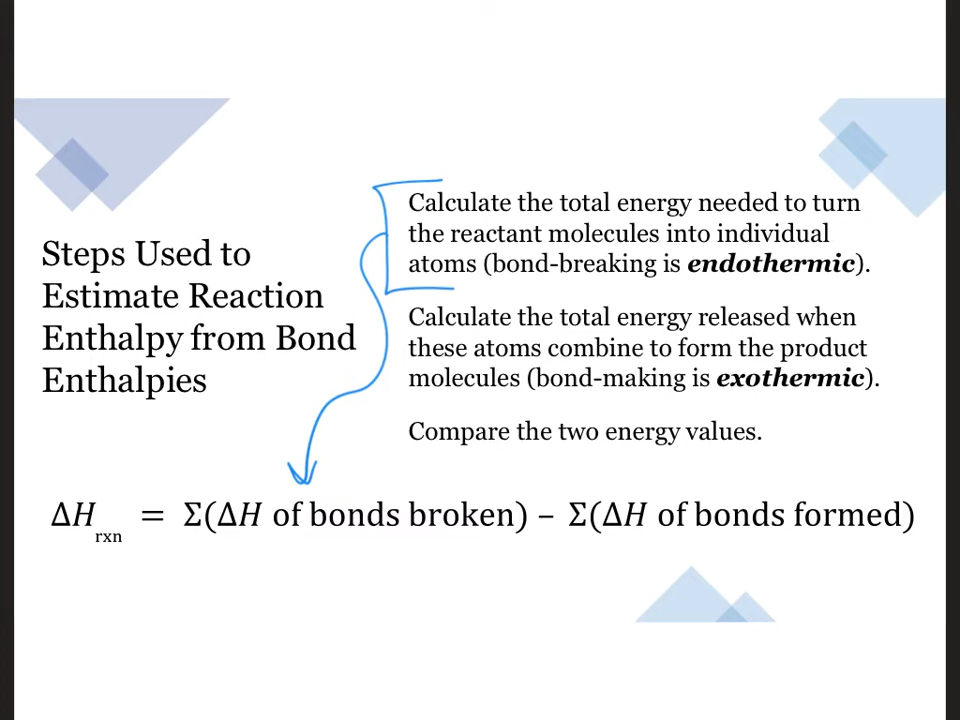 Steps Used to
Estimate Reaction
Enthalpy from Bond
Enthalpies
Calculate the total energy needed to turn
the reactant molecules into individual
atoms (bond-breaking is endothermic).
Calculate the total energy released when
these atoms combine to form the product
molecules (bond-making is exothermic).
Compare the two energy values.
ΔH_rxn = Σ(ΔH of bonds broken) – Σ(ΔH of bonds formed)